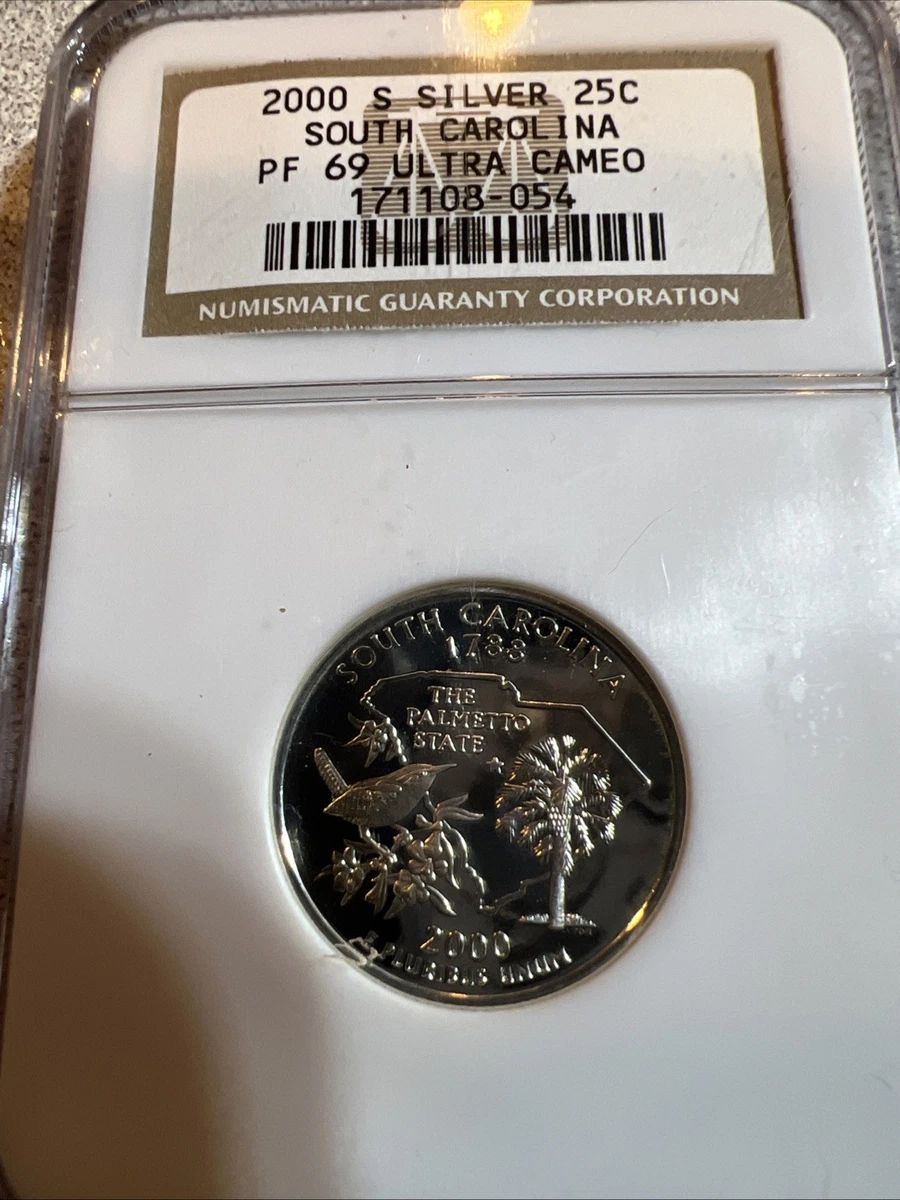 2000 S SILVER 25C
SOUTH CAROLINA
PF 69 ULTRA CAMEO
171108-054
NUMISMATIC GUARANTY CORPORATION
SOUTH CAROLINA
1788
THE
PALMETTO
STATE
2000
E PLURIBUS UNUM